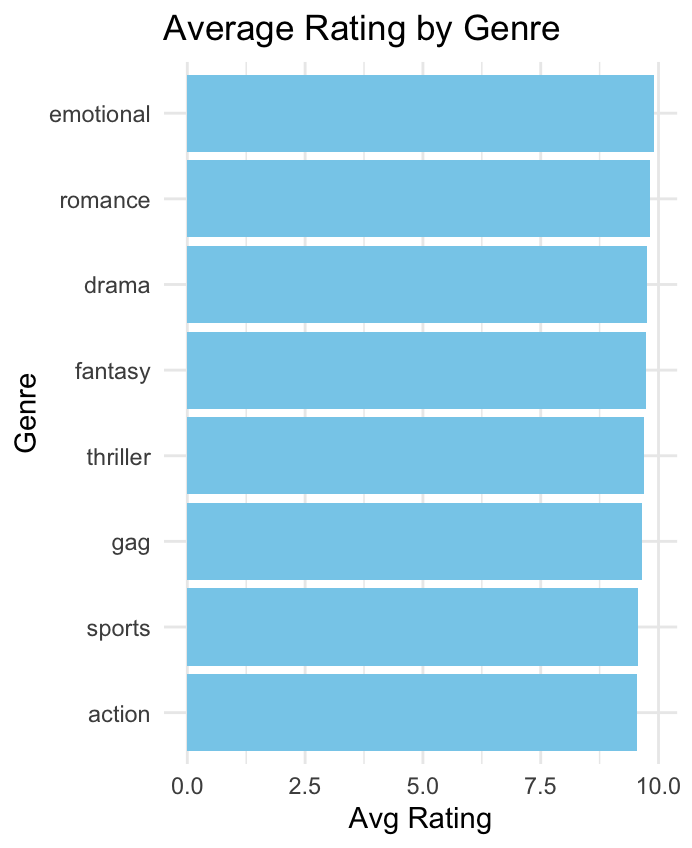 Average Rating by Genre
Genre
emotional
romance
drama
fantasy
thriller
gag
sports
action
0.0 2.5 5.0 7.5 10.0
Avg Rating